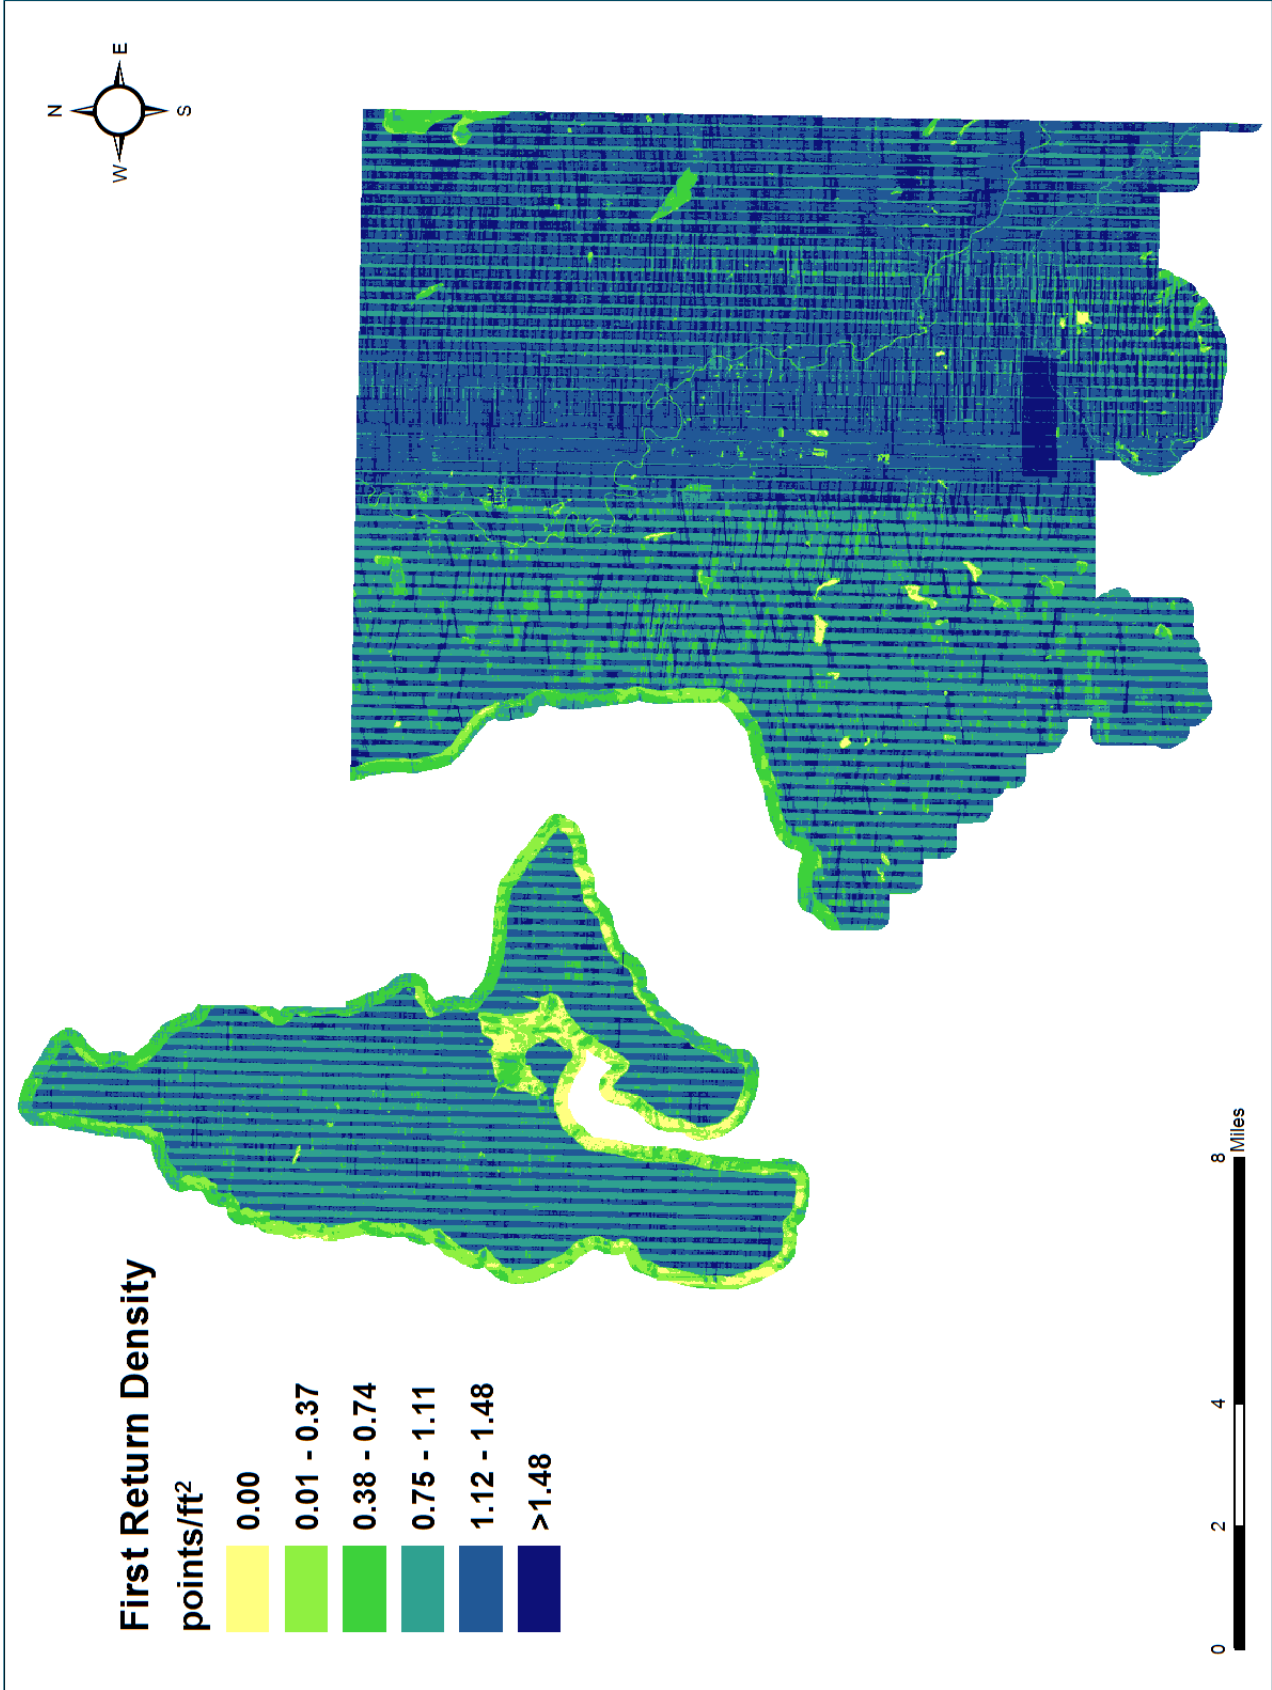 First Return Density
points/ft²
0.00
0.01 - 0.37
0.38 - 0.74
0.75 - 1.11
1.12 - 1.48
>1.48
N
W E
S
0 2 4 8
Miles